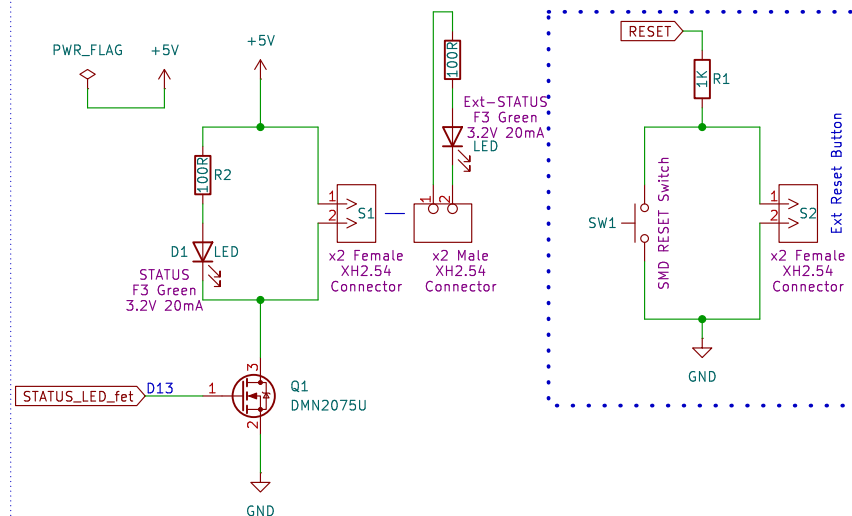 PWR_FLAG
+5V
+5V
100R
R2
D1
LED
STATUS
F3 Green
3.2V 20mA
1
2
S1
x2 Female
XH2.54
Connector
100R
Ext-STATUS
F3 Green
3.2V 20mA
LED
1
2
x2 Male
XH2.54
Connector
STATUS_LED_fet
D13
1
3
2
Q1
DMN2075U
GND
RESET
1K
R1
SW1
SMD RESET Switch
1
2
S2
x2 Female
XH2.54
Connector
Ext Reset Button
GND